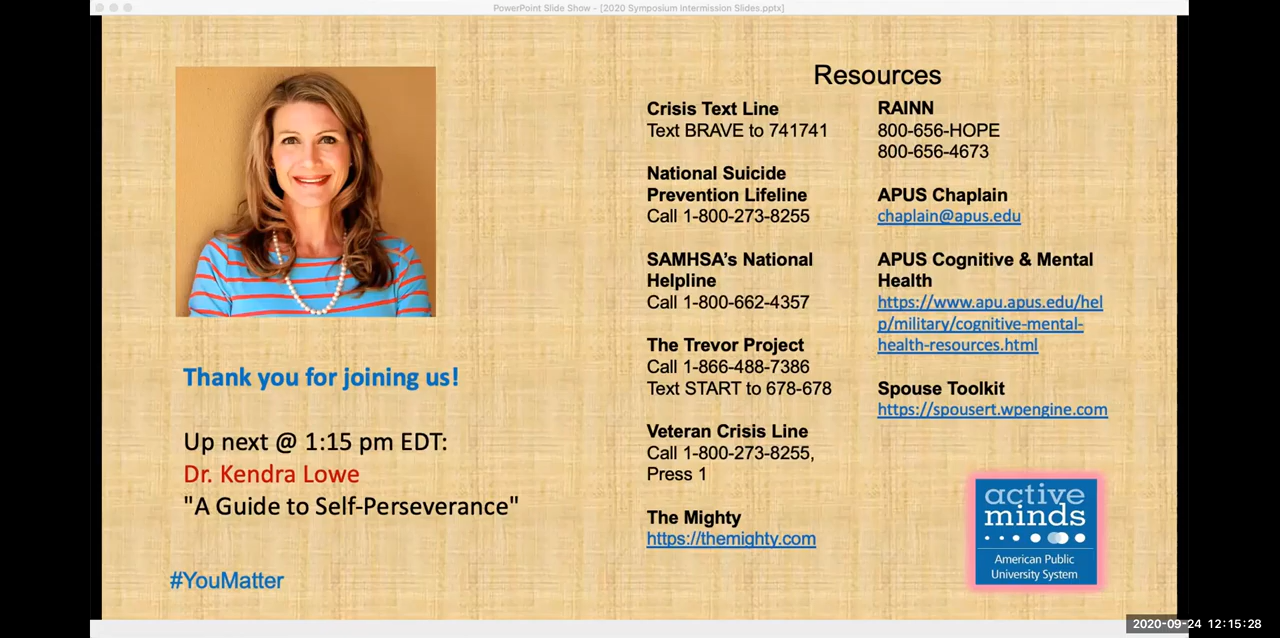 PowerPoint Slide Show - [2020 Symposium Intermission Slides.pptx]
Thank you for joining us!
Up next @ 1:15 pm EDT:
Dr. Kendra Lowe
"A Guide to Self-Perseverance"
#YouMatter
Resources
Crisis Text Line
Text BRAVE to 741741
National Suicide
Prevention Lifeline
Call 1-800-273-8255
SAMHSA’s National
Helpline
Call 1-800-662-4357
The Trevor Project
Call 1-866-488-7386
Text START to 678-678
Veteran Crisis Line
Call 1-800-273-8255,
Press 1
The Mighty
https://themighty.com
RAINN
800-656-HOPE
800-656-4673
APUS Chaplain
chaplain@apus.edu
APUS Cognitive & Mental
Health
https://www.apu.apus.edu/hel
p/military/cognitive-mental-
health-resources.html
Spouse Toolkit
https://spousert.wpengine.com
active
minds
American Public
University System
2020-09-24 12:15:28